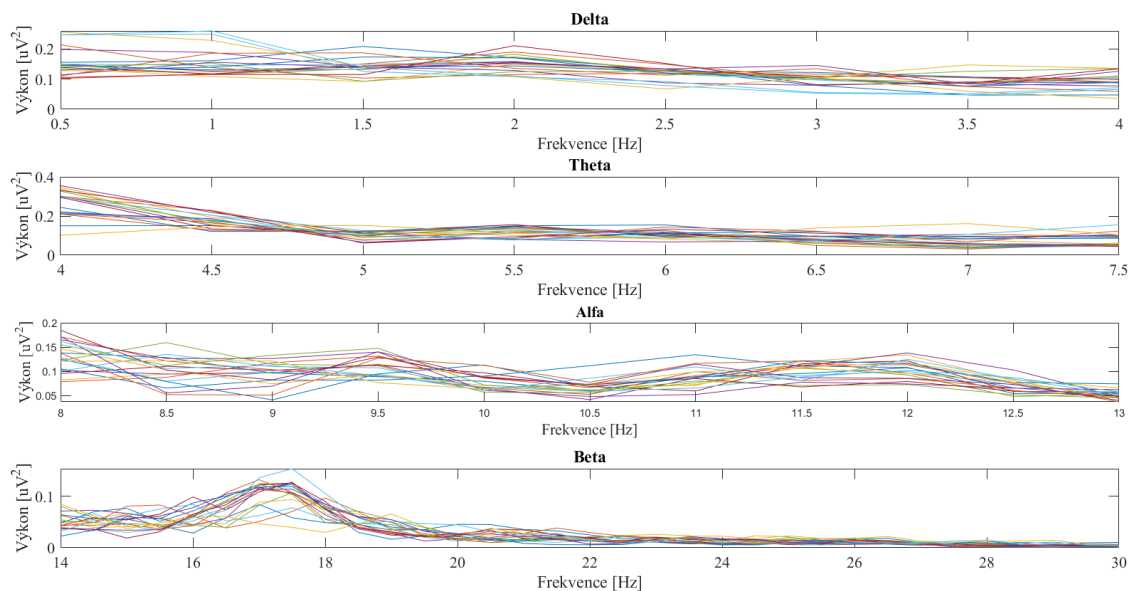 Delta
Výkon [uV²]
0.2
0.1
0
0.5 1 1.5 2 2.5 3 3.5 4
Frekvence [Hz]
Theta
Výkon [uV²]
0.4
0.2
0
4 4.5 5 5.5 6 6.5 7 7.5
Frekvence [Hz]
Alfa
Výkon [uV²]
0.2
0.15
0.1
0.05
8 8.5 9 9.5 10 10.5 11 11.5 12 12.5 13
Frekvence [Hz]
Beta
Výkon [uV²]
0.1
0
14 16 18 20 22 24 26 28 30
Frekvence [Hz]